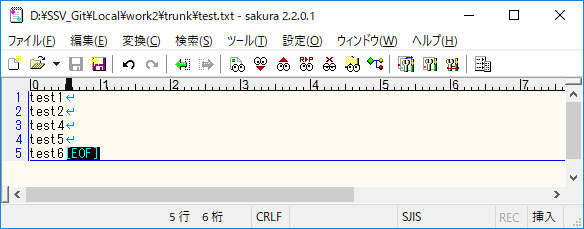 D:¥SSV_Git¥Local¥work2¥trunk¥test.txt - sakura 2.2.0.1
ファイル(F) 編集(E) 変換(C) 検索(S) ツール(T) 設定(O) ウィンドウ(W) ヘルプ(H)
0 1 2 3 4 5 6 7
1 test1↵
2 test2↵
3 test4↵
4 test5↵
5 test6[EOF]
5 行 6 桁 CRLF SJIS REC 挿入